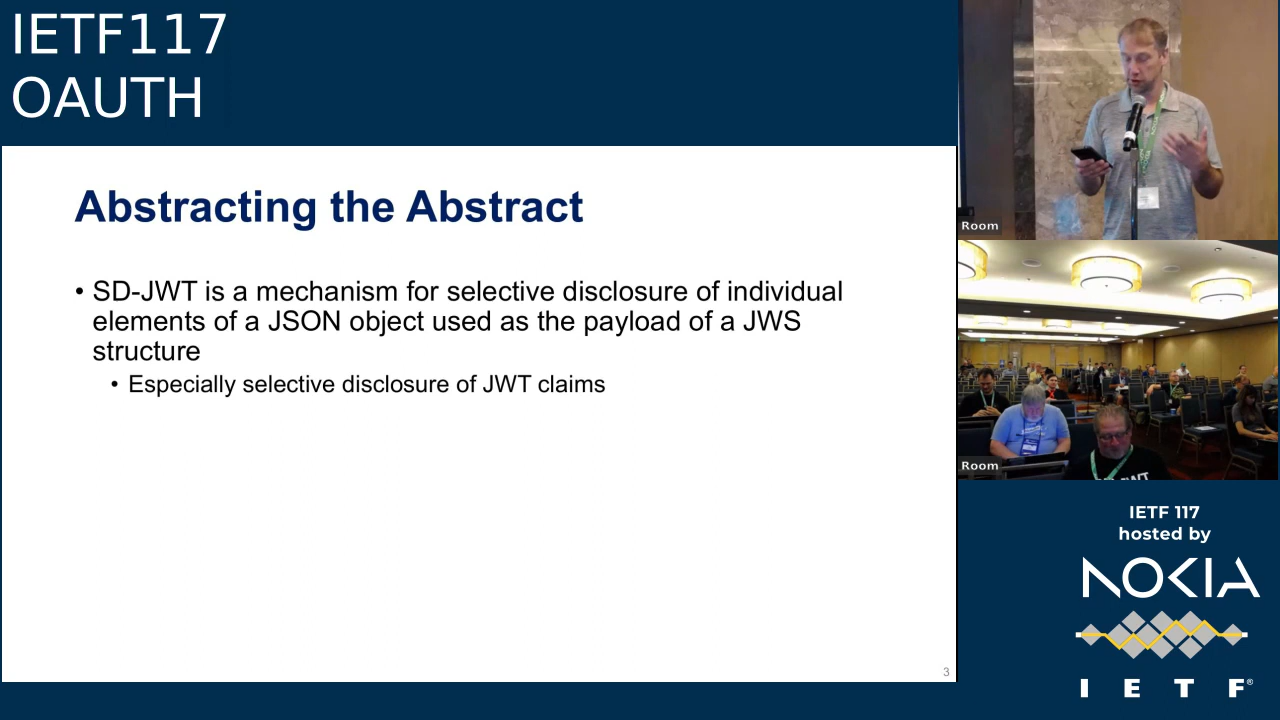 IETF117
OAUTH
Abstracting the Abstract
• SD-JWT is a mechanism for selective disclosure of individual
elements of a JSON object used as the payload of a JWS
structure
• Especially selective disclosure of JWT claims
3
Room
Room
IETF 117
hosted by
NOKIA
I E T F®